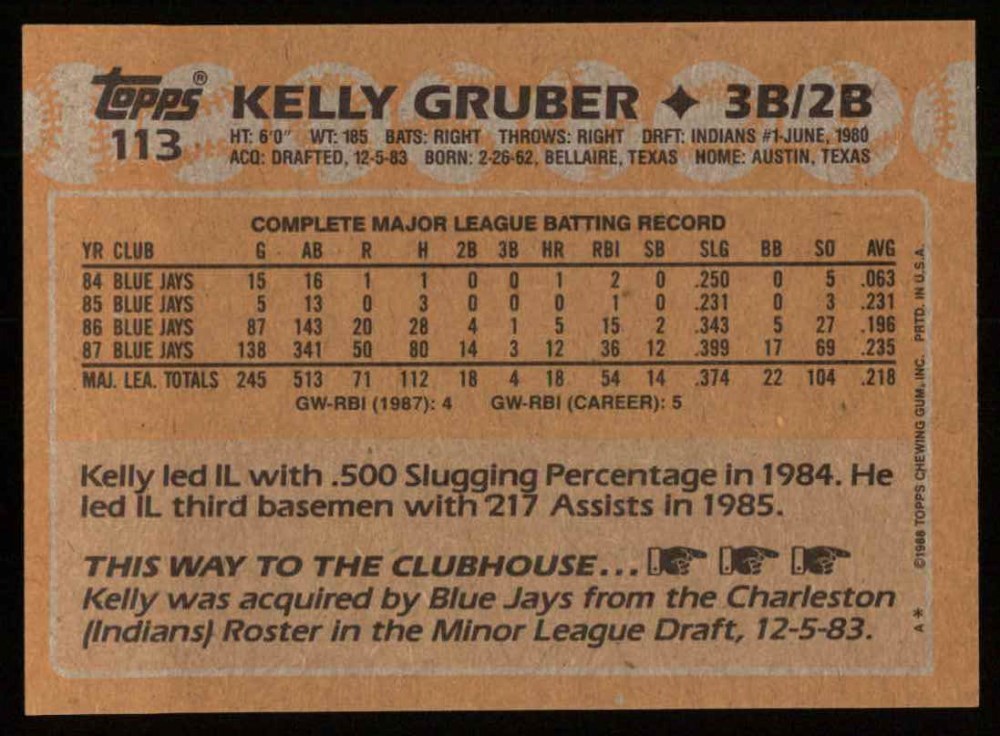 topps® KELLY GRUBER ✦ 3B/2B
113 HT: 6'0" WT: 185 BATS: RIGHT THROWS: RIGHT DRFT: INDIANS #1-JUNE, 1980
ACQ: DRAFTED, 12-5-83 BORN: 2-26-62, BELLAIRE, TEXAS HOME: AUSTIN, TEXAS
COMPLETE MAJOR LEAGUE BATTING RECORD
YR CLUB G AB R H 2B 3B HR RBI SB SLG BB SO AVG
84 BLUE JAYS 15 16 1 1 0 0 1 2 0 .250 0 5 .063
85 BLUE JAYS 5 13 0 3 0 0 0 1 0 .231 0 3 .231
86 BLUE JAYS 87 143 20 28 4 1 5 15 2 .343 5 27 .196
87 BLUE JAYS 138 341 50 80 14 3 12 36 12 .399 17 69 .235
MAJ. LEA. TOTALS 245 513 71 112 18 4 18 54 14 .374 22 104 .218
GW-RBI (1987): 4 GW-RBI (CAREER): 5
Kelly led IL with .500 Slugging Percentage in 1984. He
led IL third basemen with 217 Assists in 1985.
THIS WAY TO THE CLUBHOUSE...
Kelly was acquired by Blue Jays from the Charleston
(Indians) Roster in the Minor League Draft, 12-5-83.
A* ©1988 TOPPS CHEWING GUM, INC. PRTD. IN U.S.A.